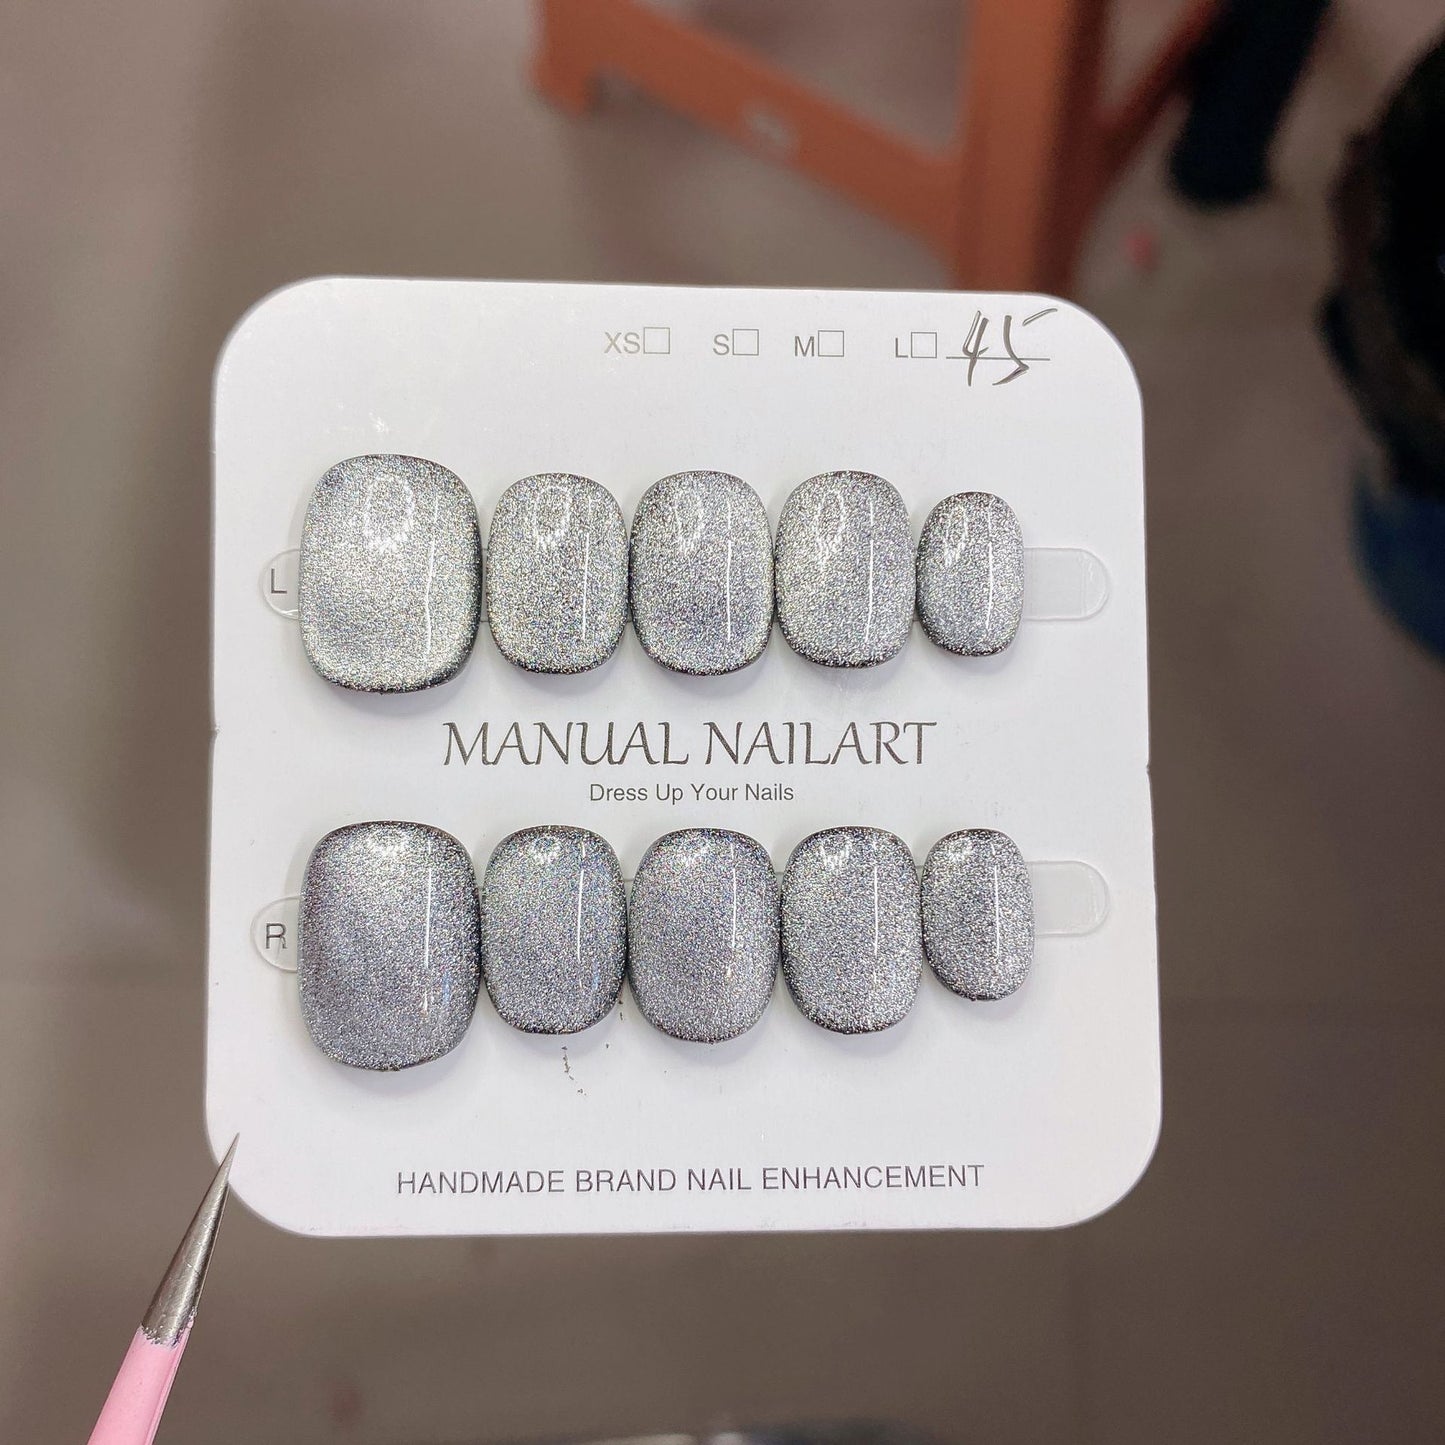 XS□ S□ M□ L□ 45
L
MANUAL NAILART
Dress Up Your Nails
R
HANDMADE BRAND NAIL ENHANCEMENT